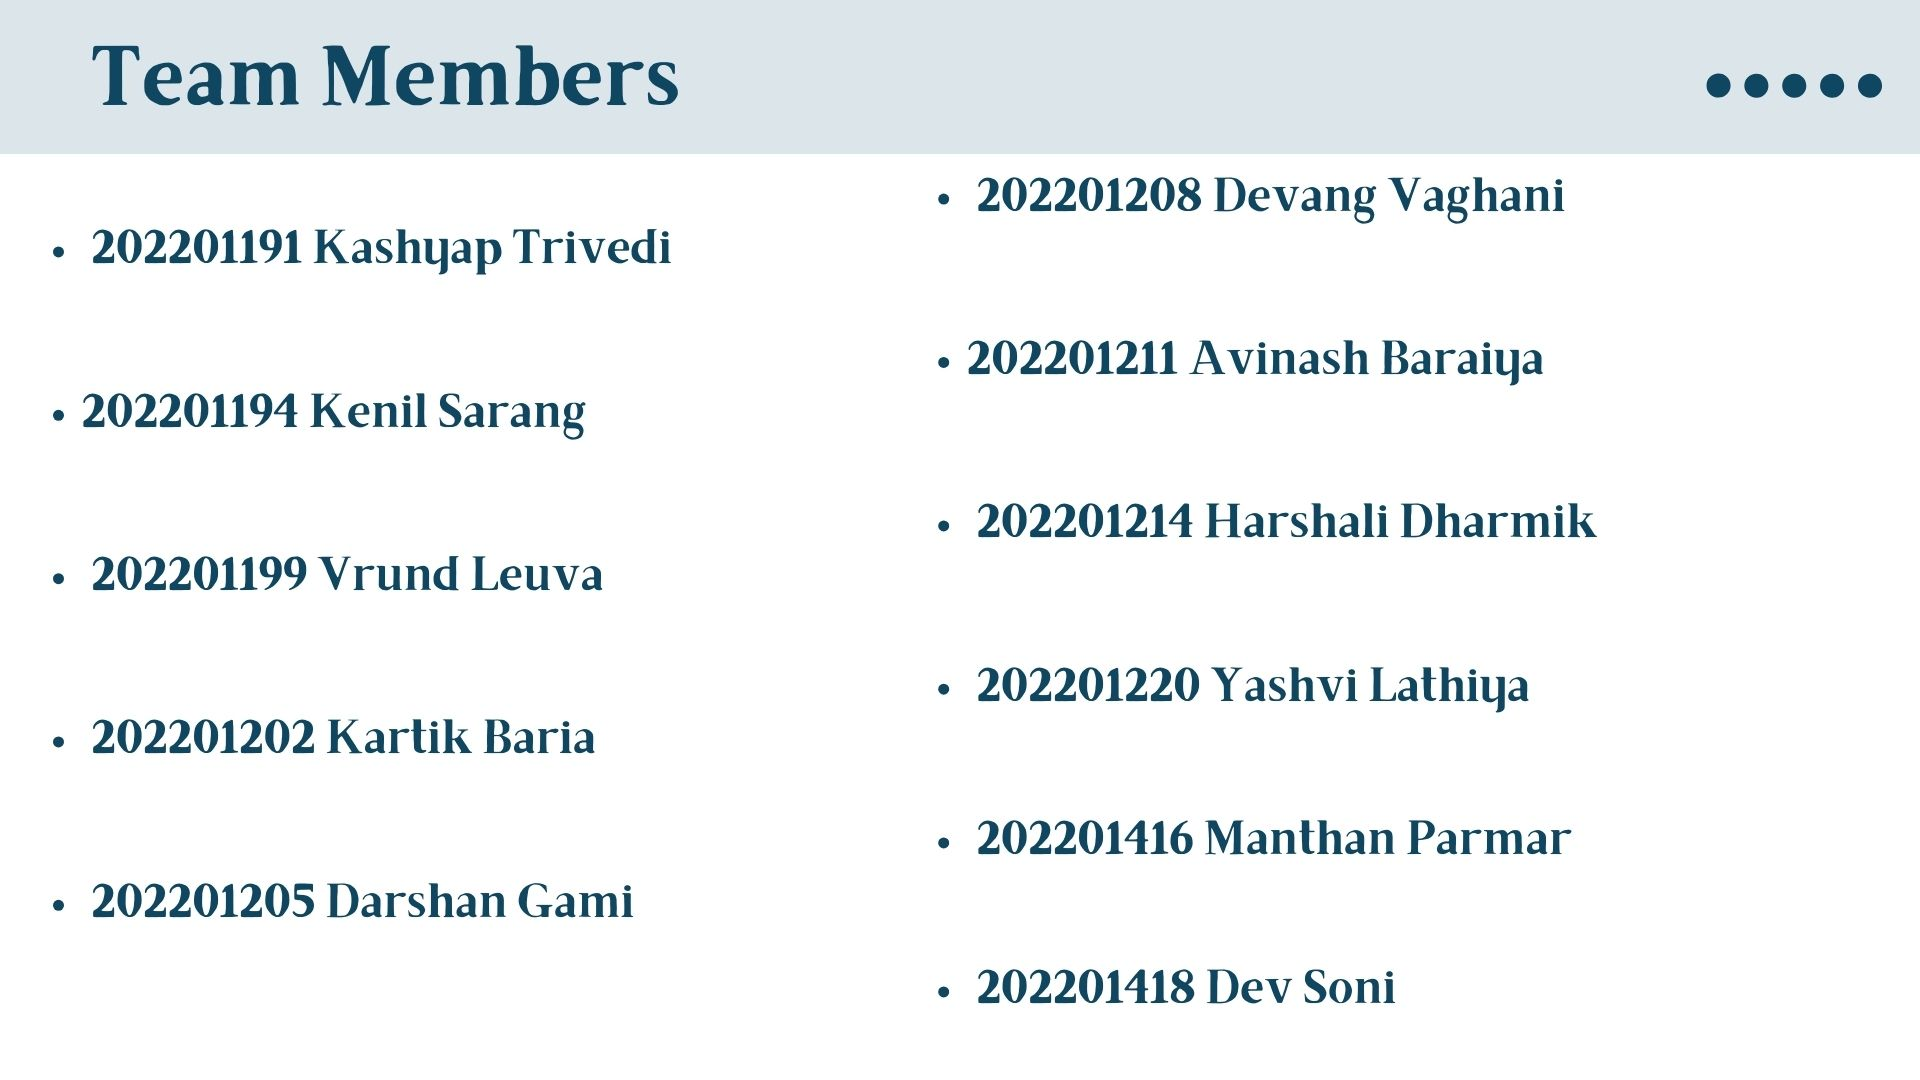 Team Members
• 202201191 Kashyap Trivedi
• 202201194 Kenil Sarang
• 202201199 Vrund Leuva
• 202201202 Kartik Baria
• 202201205 Darshan Gami
• 202201208 Devang Vaghani
• 202201211 Avinash Baraiya
• 202201214 Harshali Dharmik
• 202201220 Yashvi Lathiya
• 202201416 Manthan Parmar
• 202201418 Dev Soni